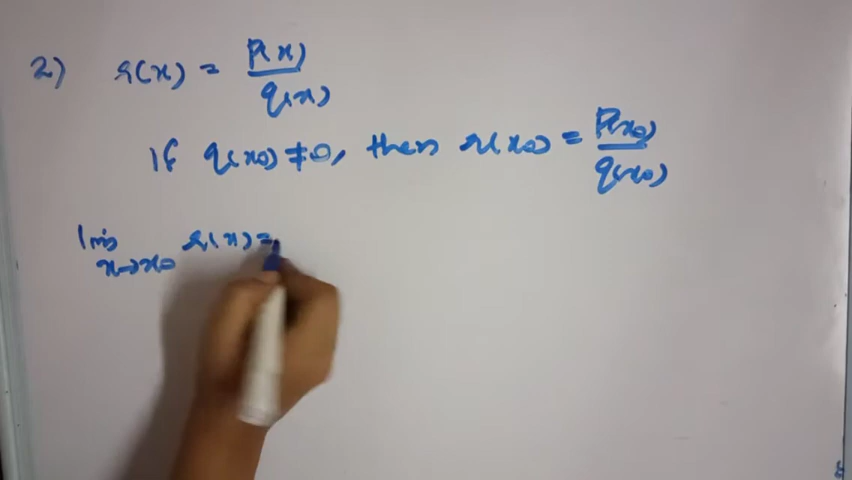 2) r(x) = p(x)/q(x)
If q(x0) ≠ 0, then r(x0) = p(x0)/q(x0)
lim x→x0 r(x) =